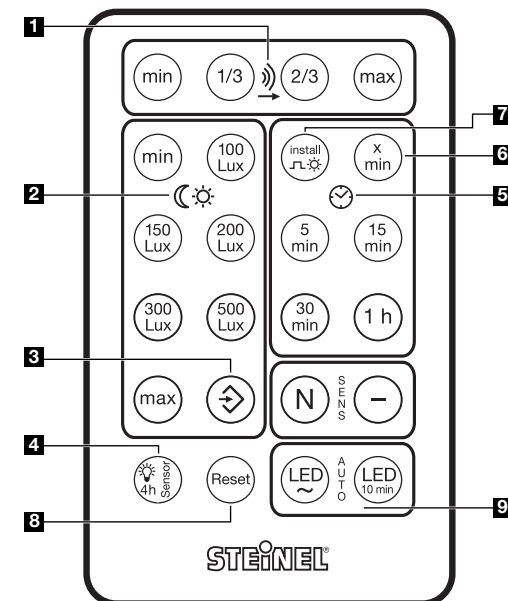 1
min 1/3 2/3 max
7
install x min
6
min 100 Lux
2
5
150 Lux 200 Lux
5 min 15 min
300 Lux 500 Lux
30 min 1 h
3
max
N SENS −
4
4h Sensor
Reset
LED ~ AUTO LED 10 min
8
9
STEINEL®